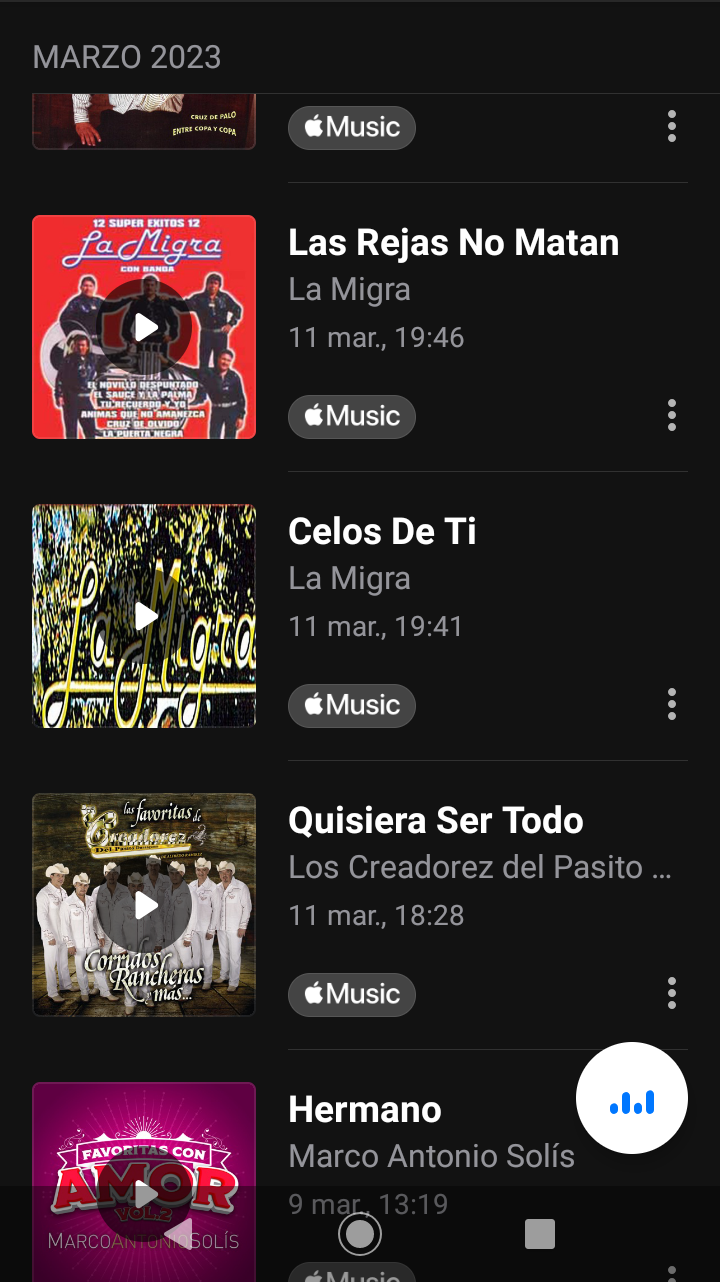 MARZO 2023
CRUZ DE PALO
ENTRE COPA Y COPA
Music
12 SUPER EXITOS 12
La Migra
CON BANDA
EL NOVILLO DESPUNTADO
EL SAUCE Y LA PALMA
TU RECUERDO Y YO
ANIMAS QUE NO AMANEZCA
CRUZ DE OLVIDO
LA PUERTA NEGRA
Las Rejas No Matan
La Migra
11 mar., 19:46
Music
La Migra
Celos De Ti
La Migra
11 mar., 19:41
Music
las favoritas de
Creadorez
Del Pasito Duranguense
Corridos
Rancheras
y mas...
Quisiera Ser Todo
Los Creadorez del Pasito ...
11 mar., 18:28
Music
FAVORITAS CON
AMOR
VOL.2
MARCOANTONIOSOLÍS
Hermano
Marco Antonio Solís
9 mar., 13:19
Music